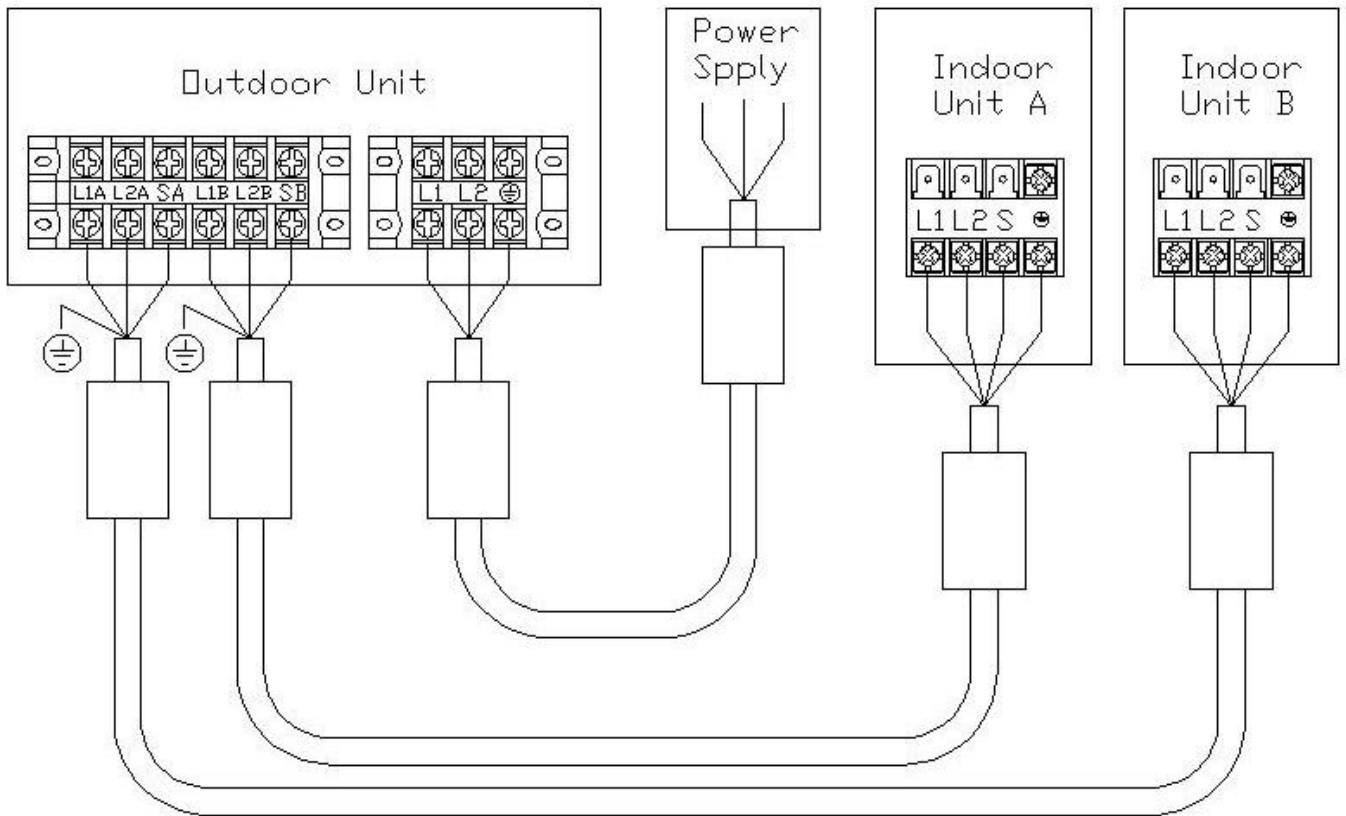 Outdoor Unit
L1A L2A SA L1B L2B SB
L1 L2
Power
Spply
Indoor
Unit A
L1 L2 S
Indoor
Unit B
L1 L2 S